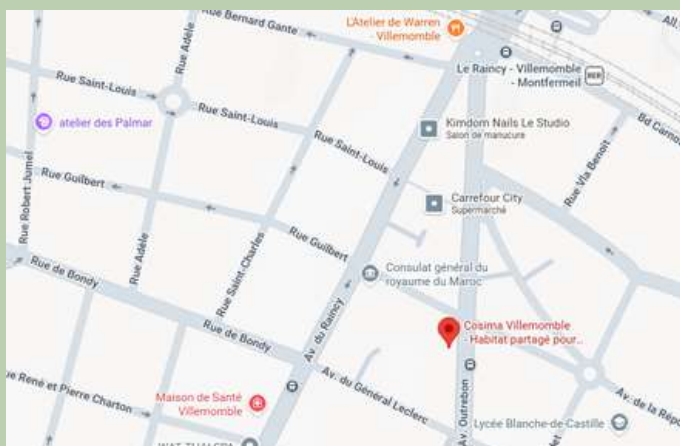 Rue Bernard Gante
L'Atelier de Warren
- Villemomble
All.
Rue Adèle
Le Raincy - Villemomble
- Montfermeil
RER
Rue Saint-Louis
Bd Carnot
atelier des Palmar
Rue Saint-Louis
Kimdom Nails Le Studio
Salon de manucure
Rue Saint-Louis
Rue Vla Benoit
Rue Guilbert
Carrefour City
Supermarché
Rue Robert Jumel
Rue Adèle
Rue Saint-Charles
Rue Guilbert
Consulat général du
royaume du Maroc
Rue de Bondy
Rue de Bondy
Av. du Raincy
Cosima Villemomble
- Habitat partagé pour...
ue René et Pierre Charton
Maison de Santé
Villemomble
Av. du Général Leclerc
Av. Outrebon
Av. de la Répu
Lycée Blanche-de-Castille